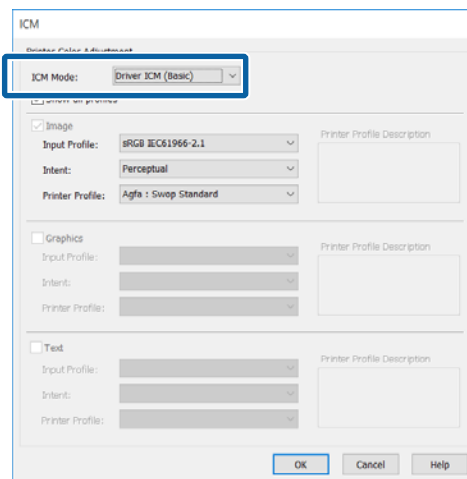 ICM
Printer Color Adjustment
ICM Mode: Driver ICM (Basic)
Show all profiles
Image
Printer Profile Description
Input Profile: sRGB IEC61966-2.1
Intent: Perceptual
Printer Profile: Agfa : Swop Standard
Graphics
Printer Profile Description
Input Profile:
Intent:
Printer Profile:
Text
Printer Profile Description
Input Profile:
Intent:
Printer Profile:
OK Cancel Help